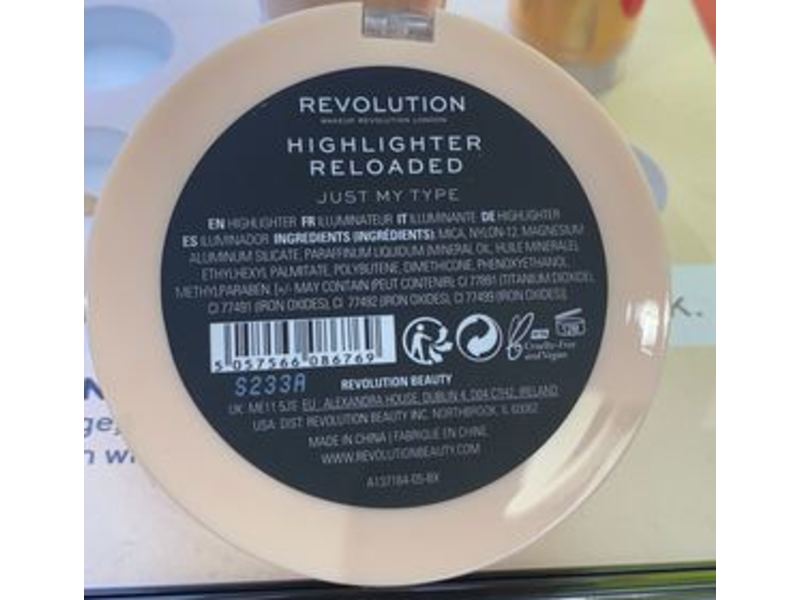 REVOLUTION
MAKEUP REVOLUTION LONDON
HIGHLIGHTER
RELOADED
JUST MY TYPE
EN HIGHLIGHTER FR ILLUMINATEUR IT ILLUMINANTE DE HIGHLIGHTER
ES ILUMINADOR INGREDIENTS (INGRÉDIENTS): MICA, NYLON-12, MAGNESIUM
ALUMINUM SILICATE, PARAFFINUM LIQUIDUM (MINERAL OIL, HUILE MINERALE),
ETHYLHEXYL PALMITATE, POLYBUTENE, DIMETHICONE, PHENOXYETHANOL,
METHYLPARABEN. [+/- MAY CONTAIN (PEUT CONTENIR): CI 77891 (TITANIUM DIOXIDE),
CI 77491 (IRON OXIDES), CI 77492 (IRON OXIDES), CI 77499 (IRON OXIDES)].
5 057566 086769
12M
Cruelty-Free
and Vegan
S233A
REVOLUTION BEAUTY
UK: ME11 5JS EU: ALEXANDRA HOUSE, DUBLIN 4, D04 C7H2, IRELAND
USA: DIST: REVOLUTION BEAUTY INC. NORTHBROOK, IL 60062
MADE IN CHINA | FABRIQUÉ EN CHINE
WWW.REVOLUTIONBEAUTY.COM
A137184-05-BX